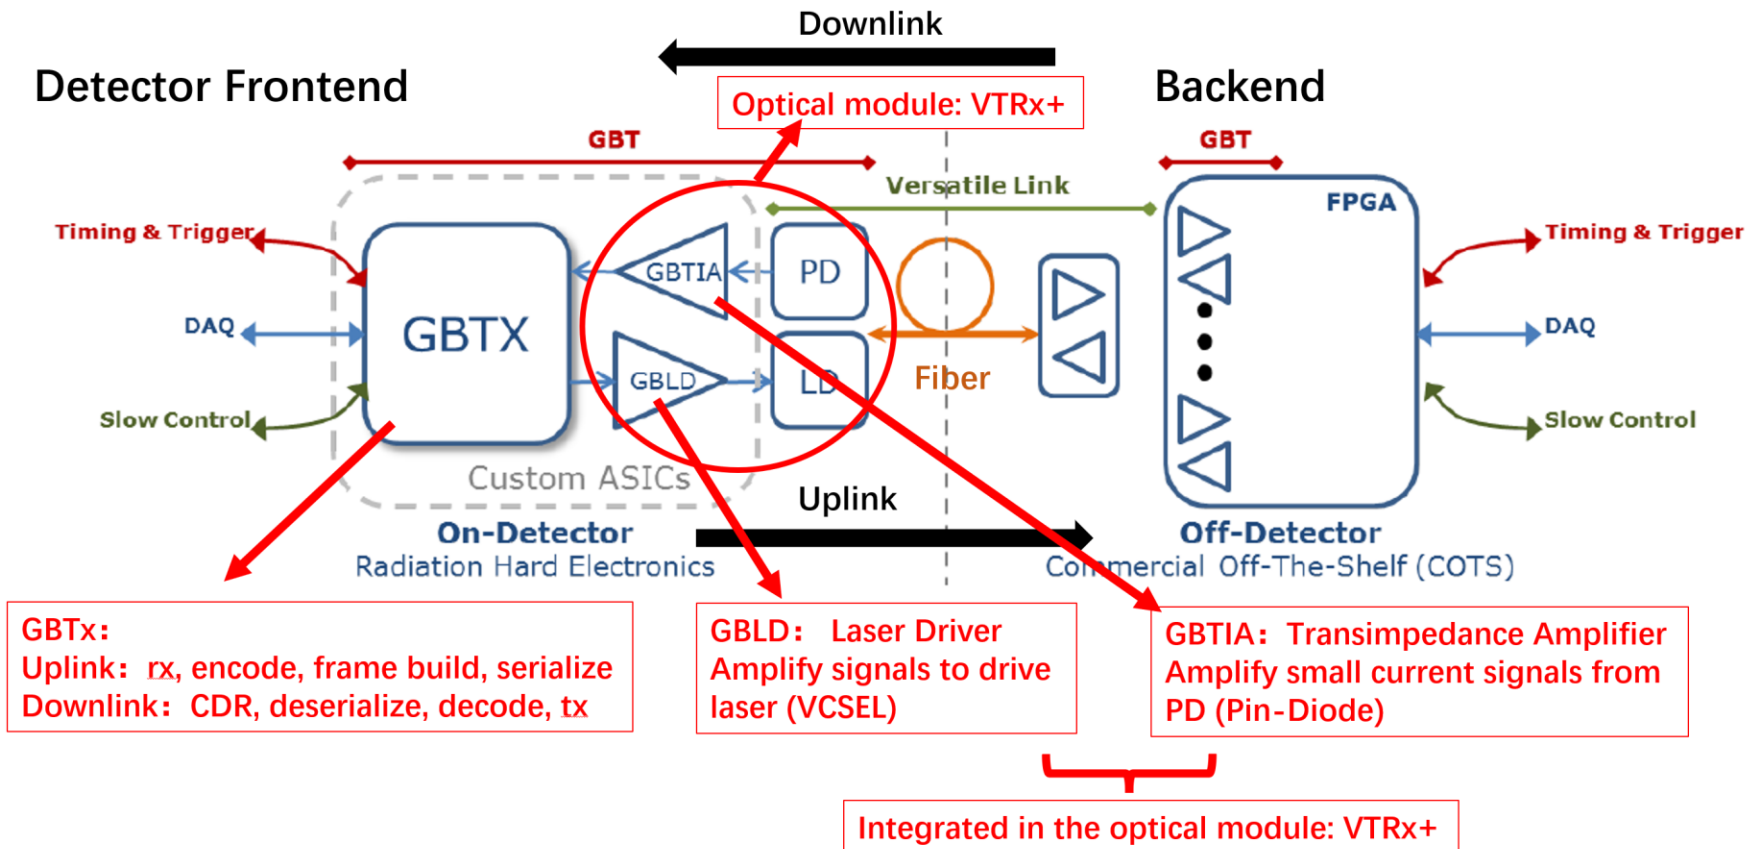 Downlink
Detector Frontend
Backend
Optical module: VTRx+
GBT
GBT
Versatile Link
FPGA
Timing & Trigger
GBTIA
PD
Timing & Trigger
DAQ
GBTX
DAQ
GBLD
LD
Fiber
Slow Control
Slow Control
Custom ASICs
Uplink
On-Detector
Off-Detector
Radiation Hard Electronics
Commercial Off-The-Shelf (COTS)
GBTx：
Uplink：rx, encode, frame build, serialize
Downlink：CDR, deserialize, decode, tx
GBLD： Laser Driver
Amplify signals to drive
laser (VCSEL)
GBTIA：Transimpedance Amplifier
Amplify small current signals from
PD (Pin-Diode)
Integrated in the optical module: VTRx+